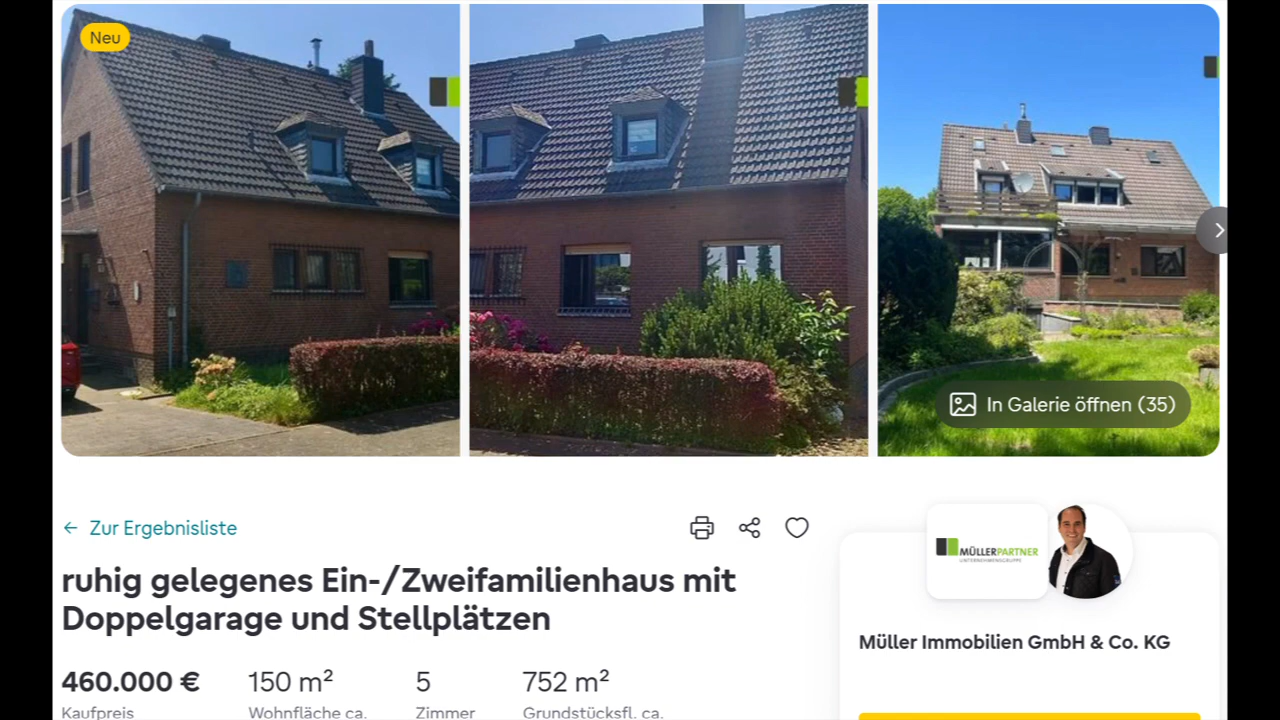 Neu
In Galerie öffnen (35)
← Zur Ergebnisliste
MÜLLERPARTNER
UNTERNEHMENSGRUPPE
ruhig gelegenes Ein-/Zweifamilienhaus mit
Doppelgarage und Stellplätzen
Müller Immobilien GmbH & Co. KG
460.000 € 150 m² 5 752 m²
Kaufpreis Wohnfläche ca. Zimmer Grundstücksfl. ca.